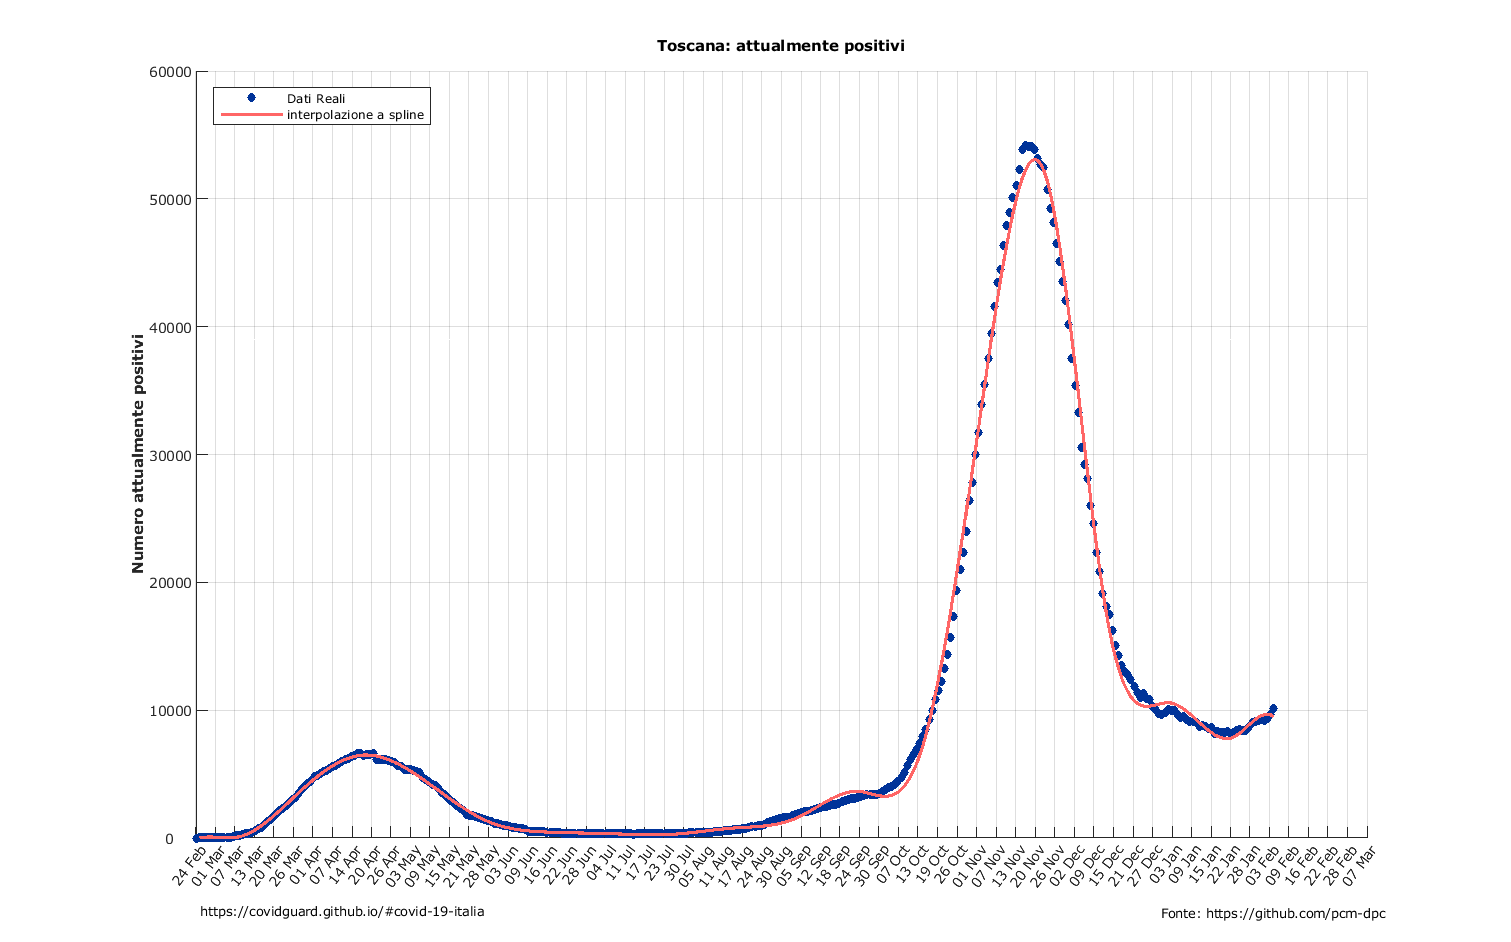 Toscana: attualmente positivi
60000
50000
40000
30000
20000
10000
0
Numero attualmente positivi
Dati Reali
interpolazione a spline
24 Feb
01 Mar
07 Mar
13 Mar
20 Mar
26 Mar
01 Apr
07 Apr
14 Apr
20 Apr
26 Apr
03 May
09 May
15 May
21 May
28 May
03 Jun
09 Jun
16 Jun
22 Jun
28 Jun
04 Jul
11 Jul
17 Jul
23 Jul
30 Jul
05 Aug
11 Aug
17 Aug
24 Aug
30 Aug
05 Sep
12 Sep
18 Sep
24 Sep
30 Sep
07 Oct
13 Oct
19 Oct
26 Oct
01 Nov
07 Nov
13 Nov
20 Nov
26 Nov
02 Dec
09 Dec
15 Dec
21 Dec
27 Dec
03 Jan
09 Jan
15 Jan
22 Jan
28 Jan
03 Feb
09 Feb
16 Feb
22 Feb
28 Feb
07 Mar
https://covidguard.github.io/#covid-19-italia
Fonte: https://github.com/pcm-dpc